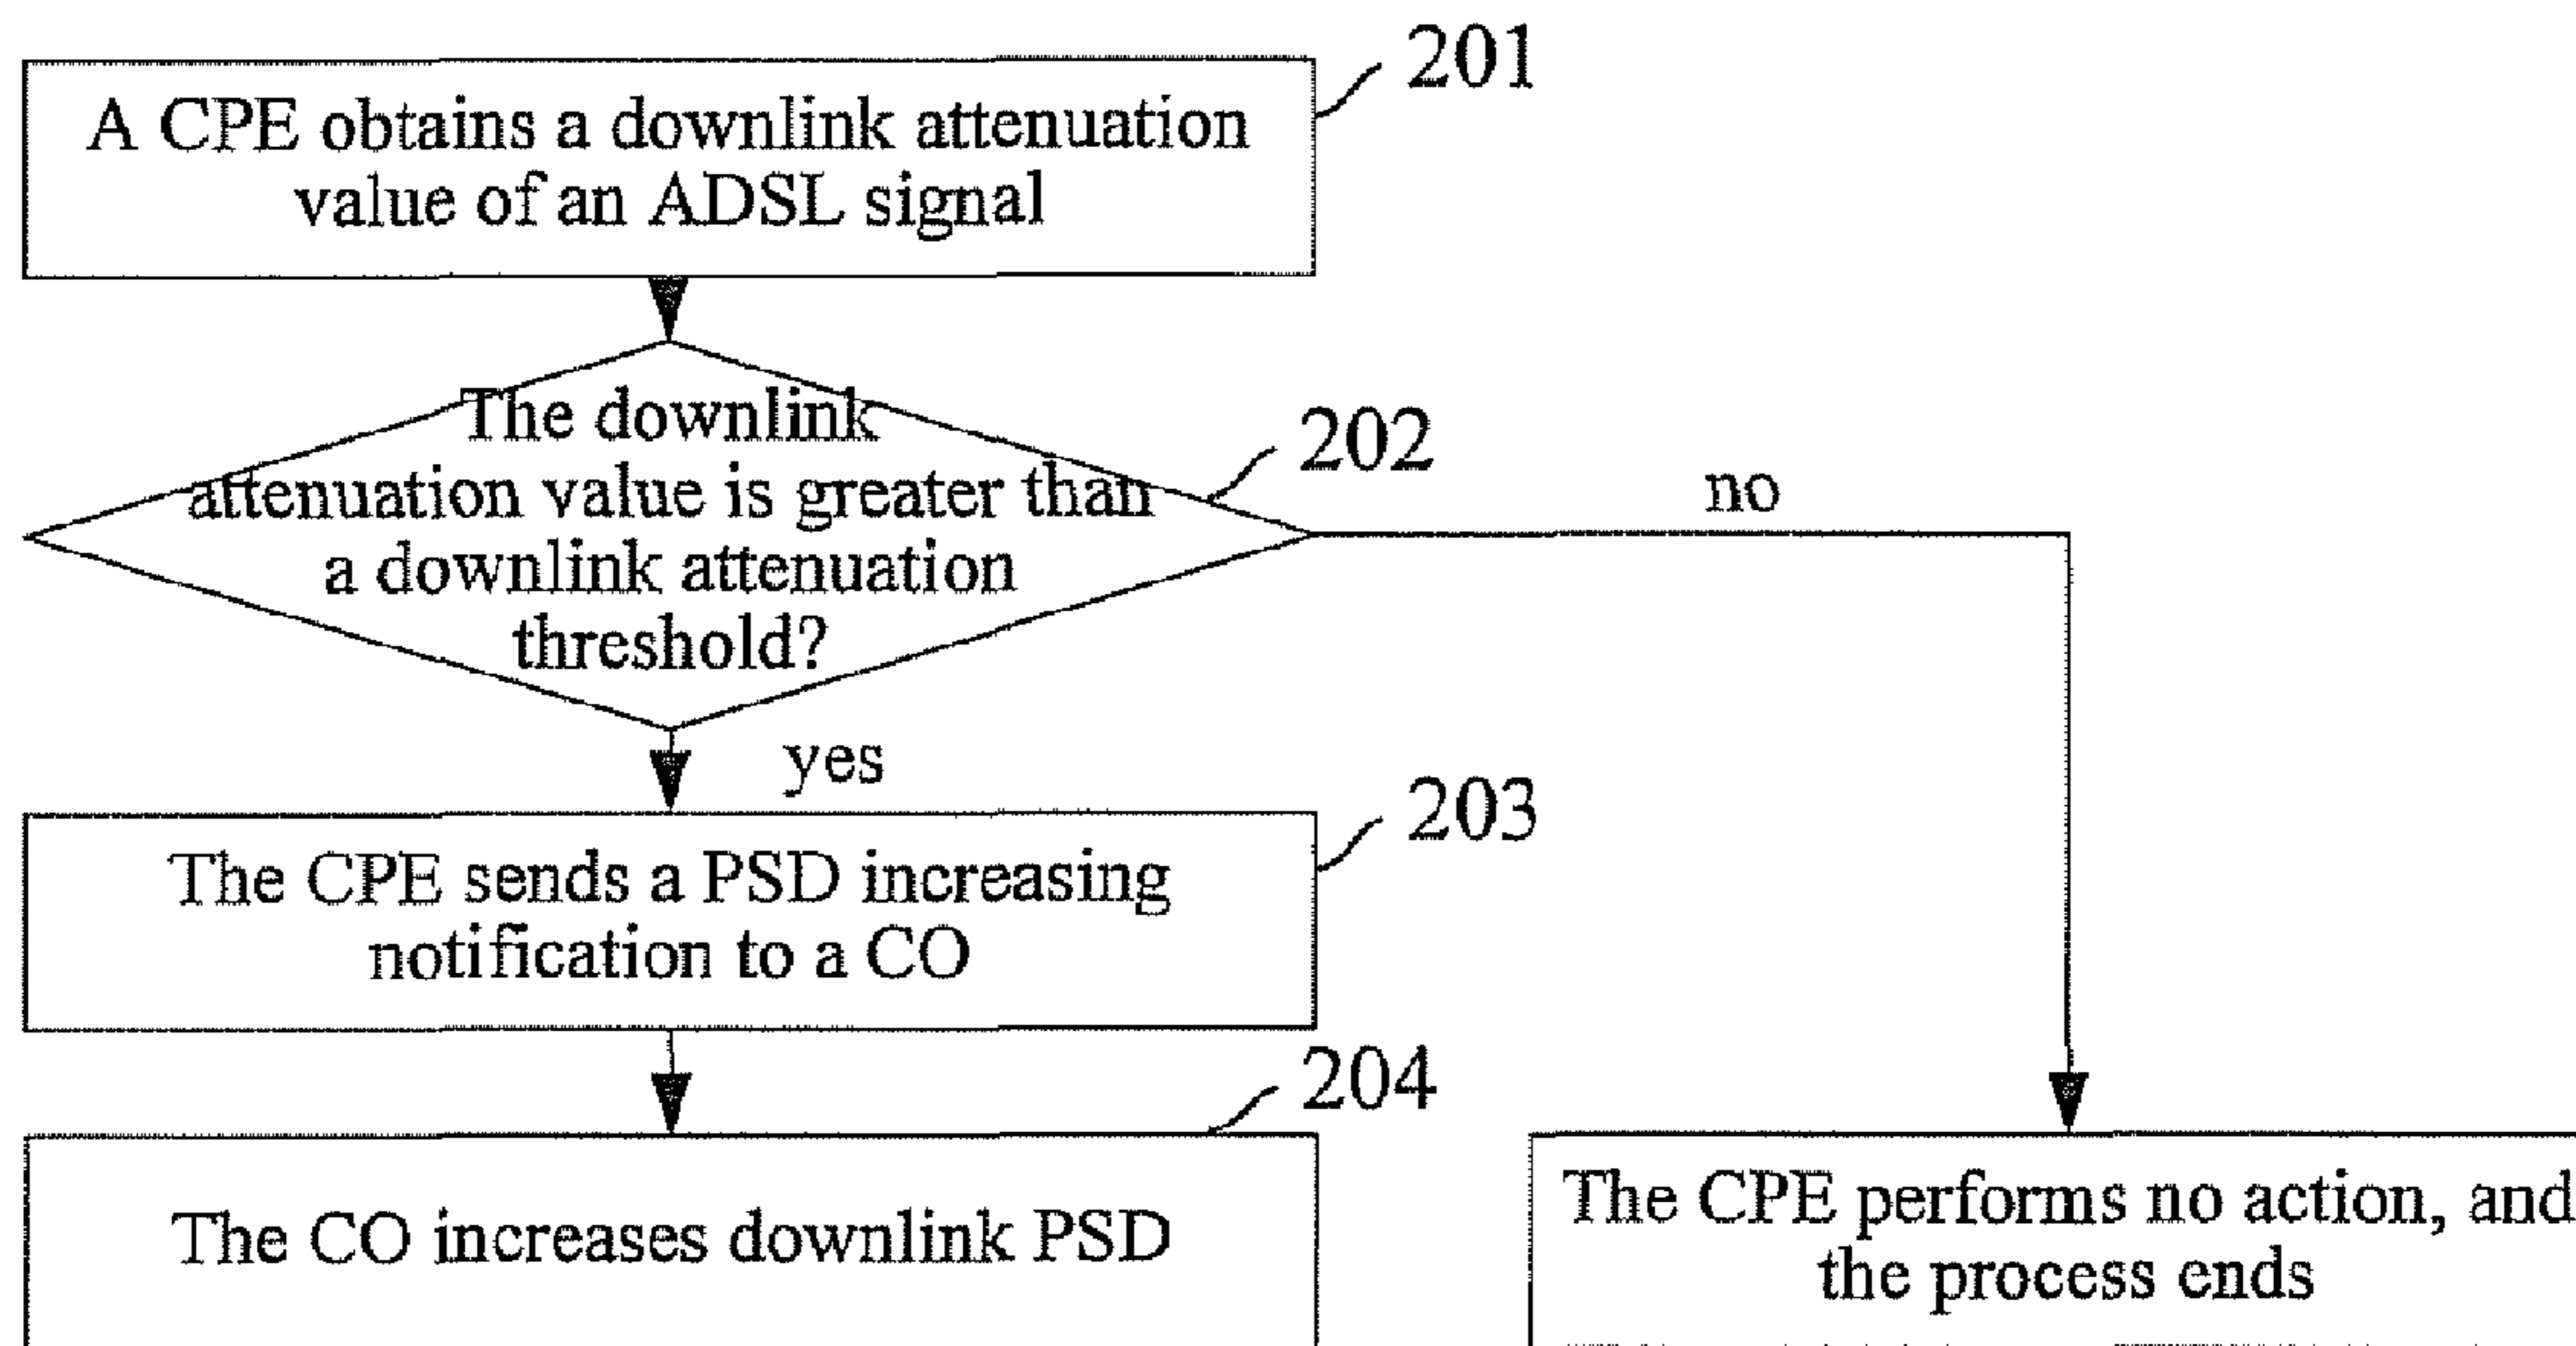 201
A CPE obtains a downlink attenuation
value of an ADSL signal
The downlink
attenuation value is greater than
a downlink attenuation
threshold?
202
no
yes
203
The CPE sends a PSD increasing
notification to a CO
204
The CO increases downlink PSD
The CPE performs no action, and
the process ends